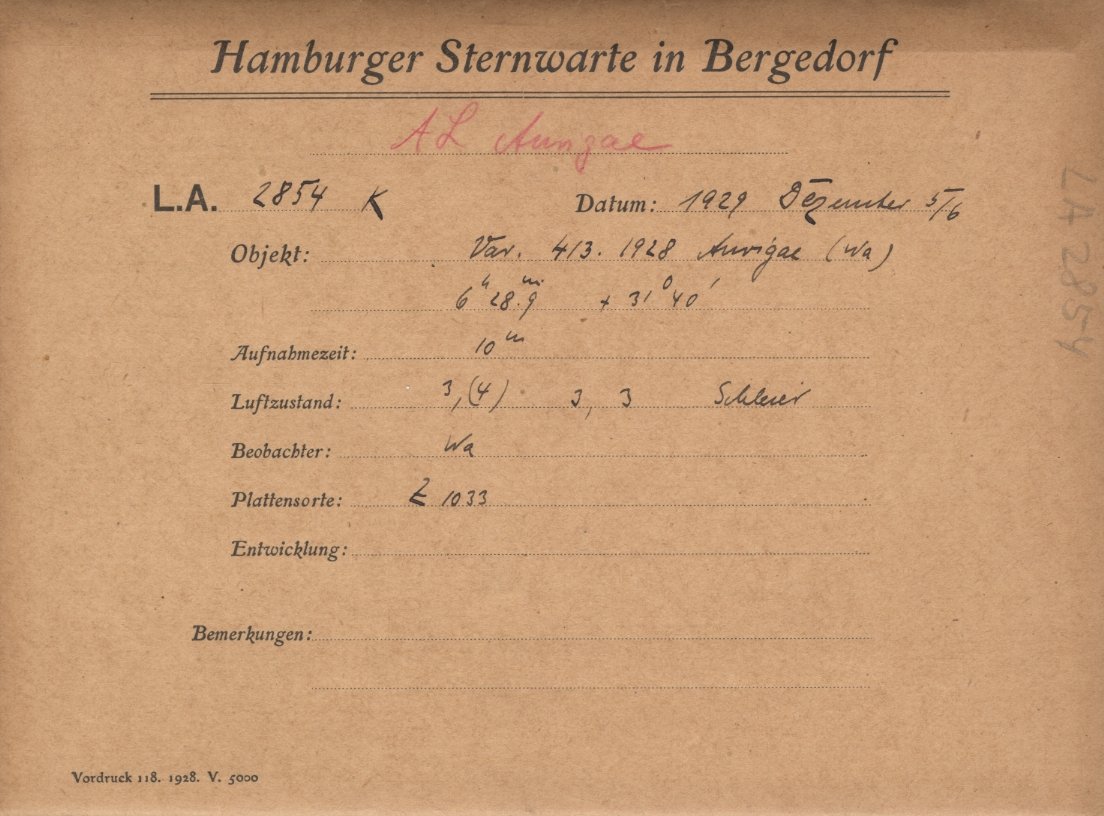 Hamburger Sternwarte in Bergedorf
AL Aurigae
L.A. 2854 K Datum: 1929 Dezember 5/6
Objekt: Var. 413. 1928 Aurigae (Wa)
6ʰ 28.ᵐ9 + 31⁰ 40'
Aufnahmezeit: 10ᵐ
Luftzustand: 3, (4) 3, 3 Schleier
Beobachter: Wa
Plattensorte: Z 1033
Entwicklung:
Bemerkungen:
Vordruck 118. 1928. V. 5000
LA 2854